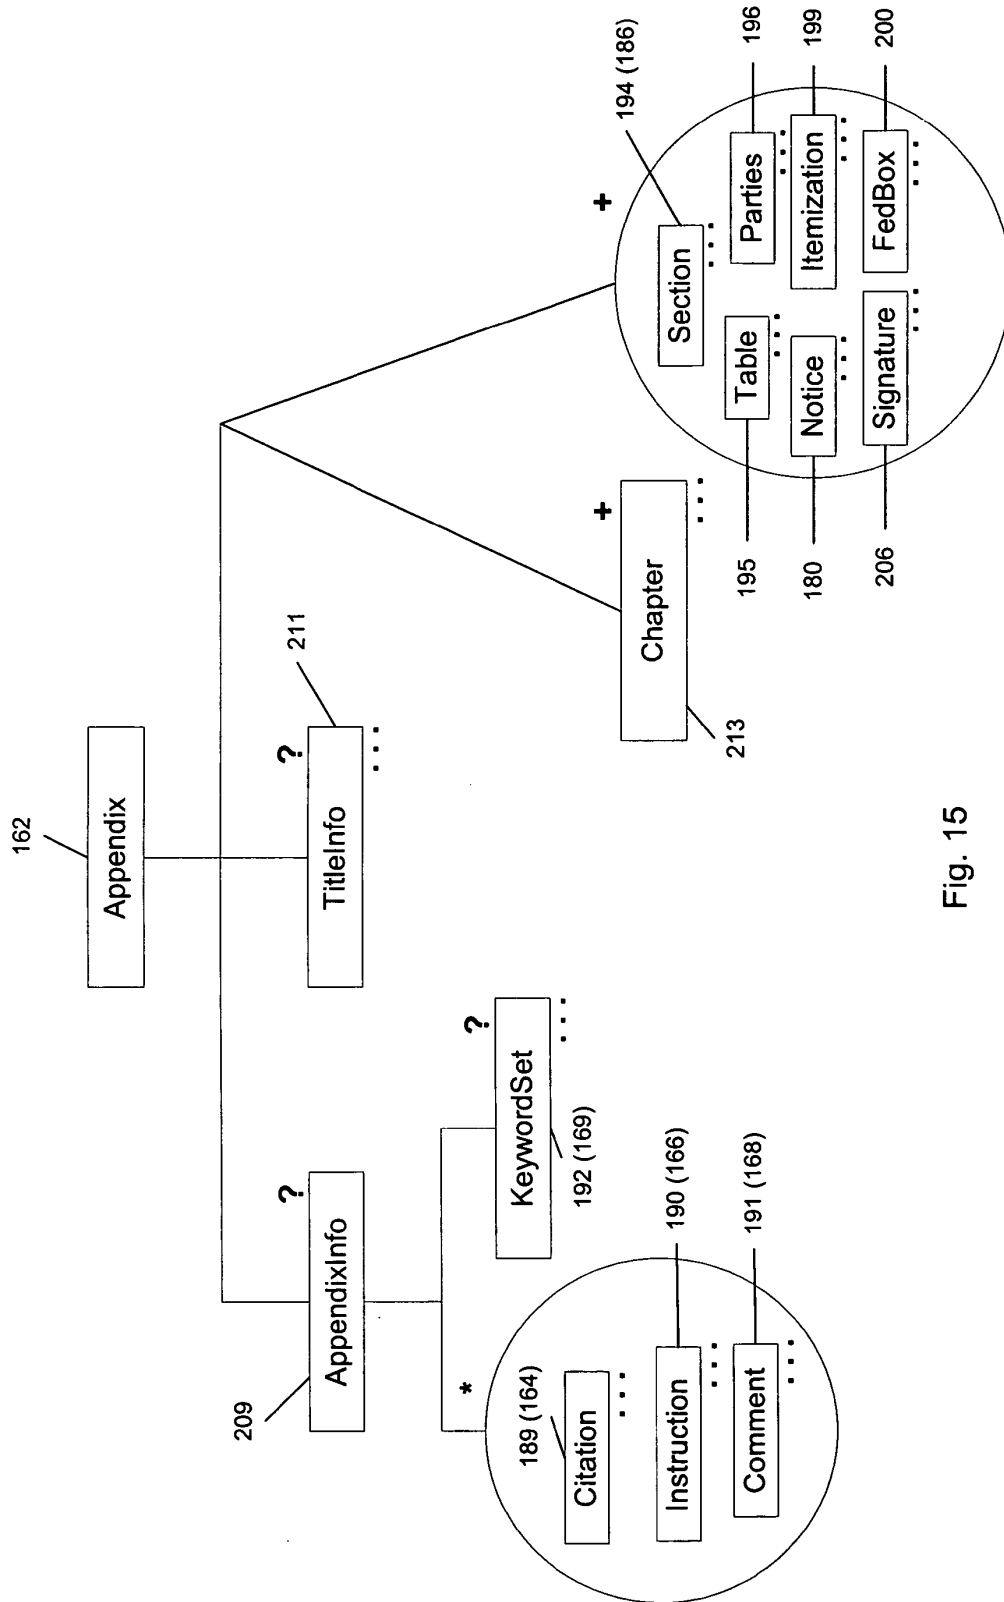 162
Appendix
209
AppendixInfo
?
TitleInfo
?
211
. . .
*
189 (164)
Citation
. . .
Instruction
. . .
190 (166)
Comment
. . .
191 (168)
KeywordSet
?
. . .
192 (169)
Chapter
+
. . .
213
+
Section
. . .
194 (186)
Table
. . .
195
Parties
. . .
196
Notice
. . .
180
Itemization
. . .
199
Signature
. . .
206
FedBox
. . .
200
Fig. 15